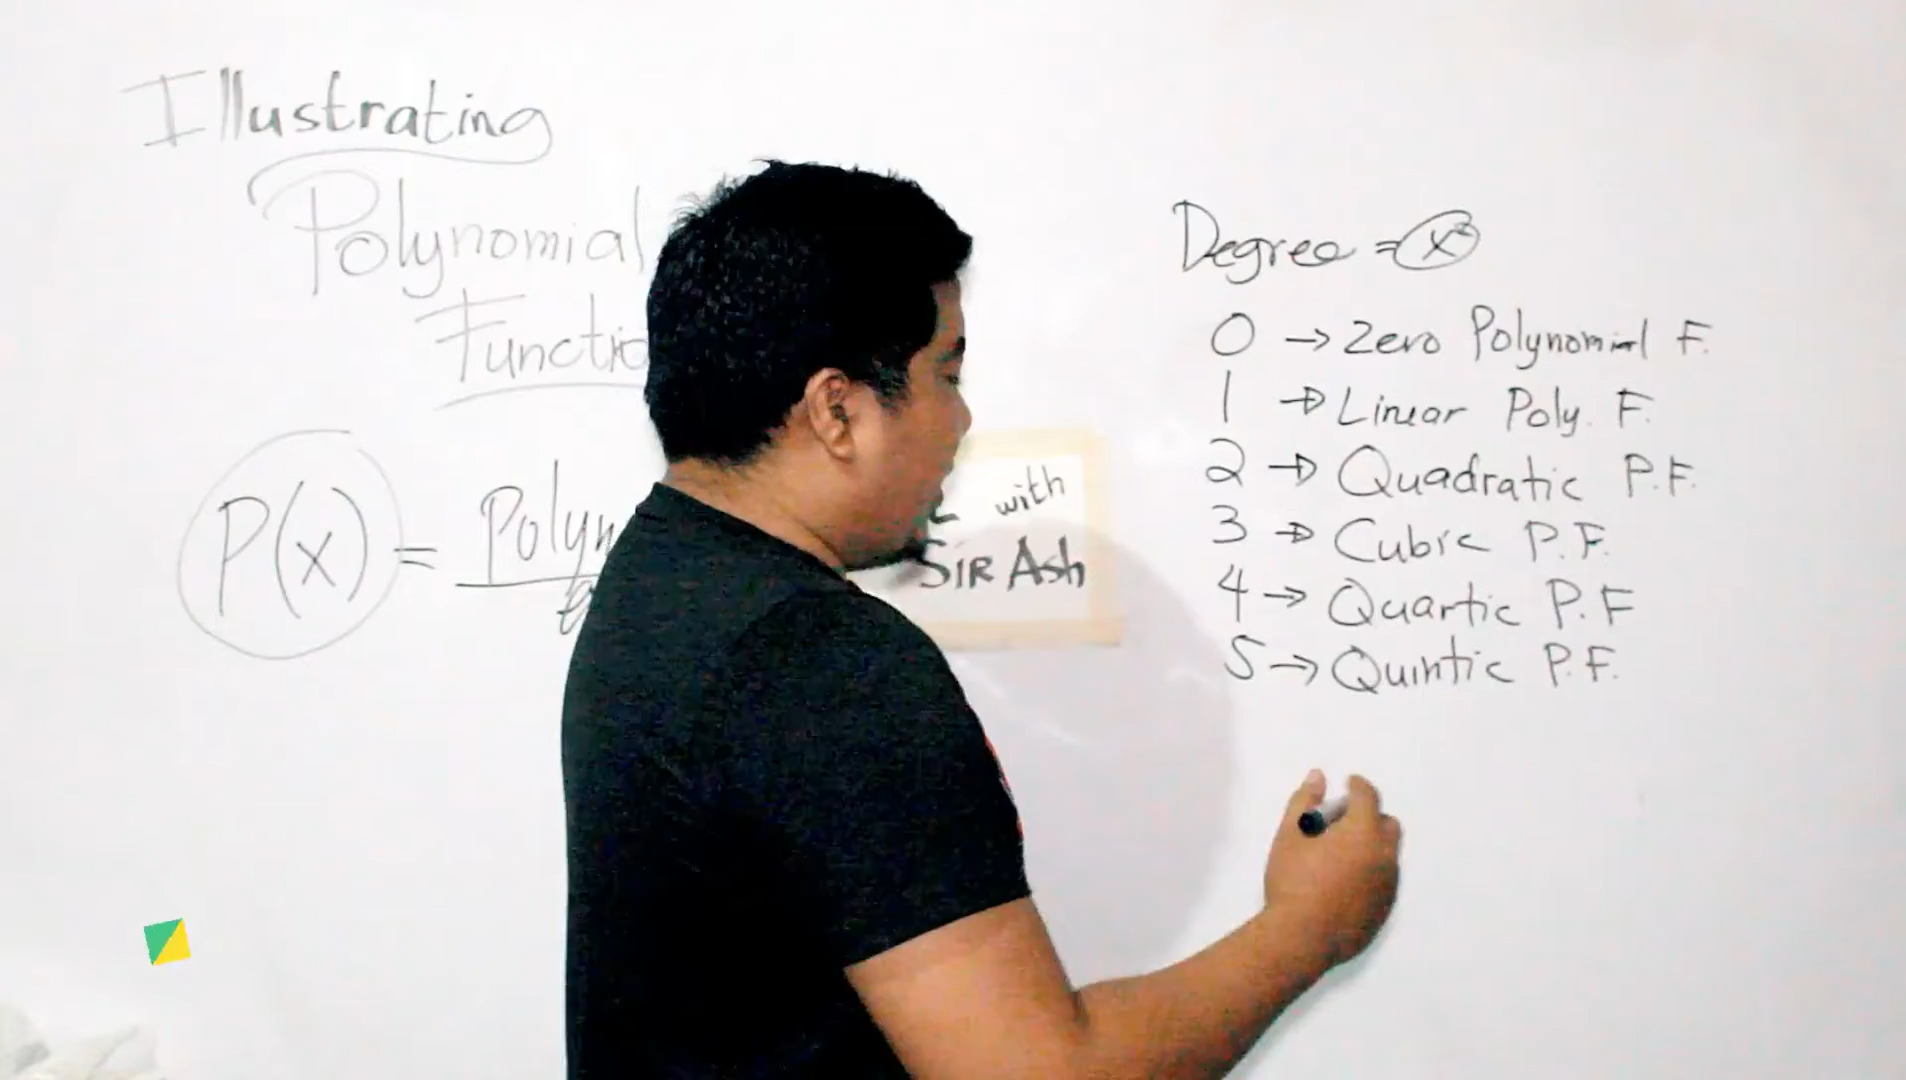 Illustrating
Polynomial
Functio
P(x) = Polyn
with
Sir Ash
Degree = x²
0 → Zero Polynomial F.
1 → Linear Poly. F.
2 → Quadratic P.F.
3 → Cubic P.F.
4 → Quartic P.F
5 → Quintic P.F.